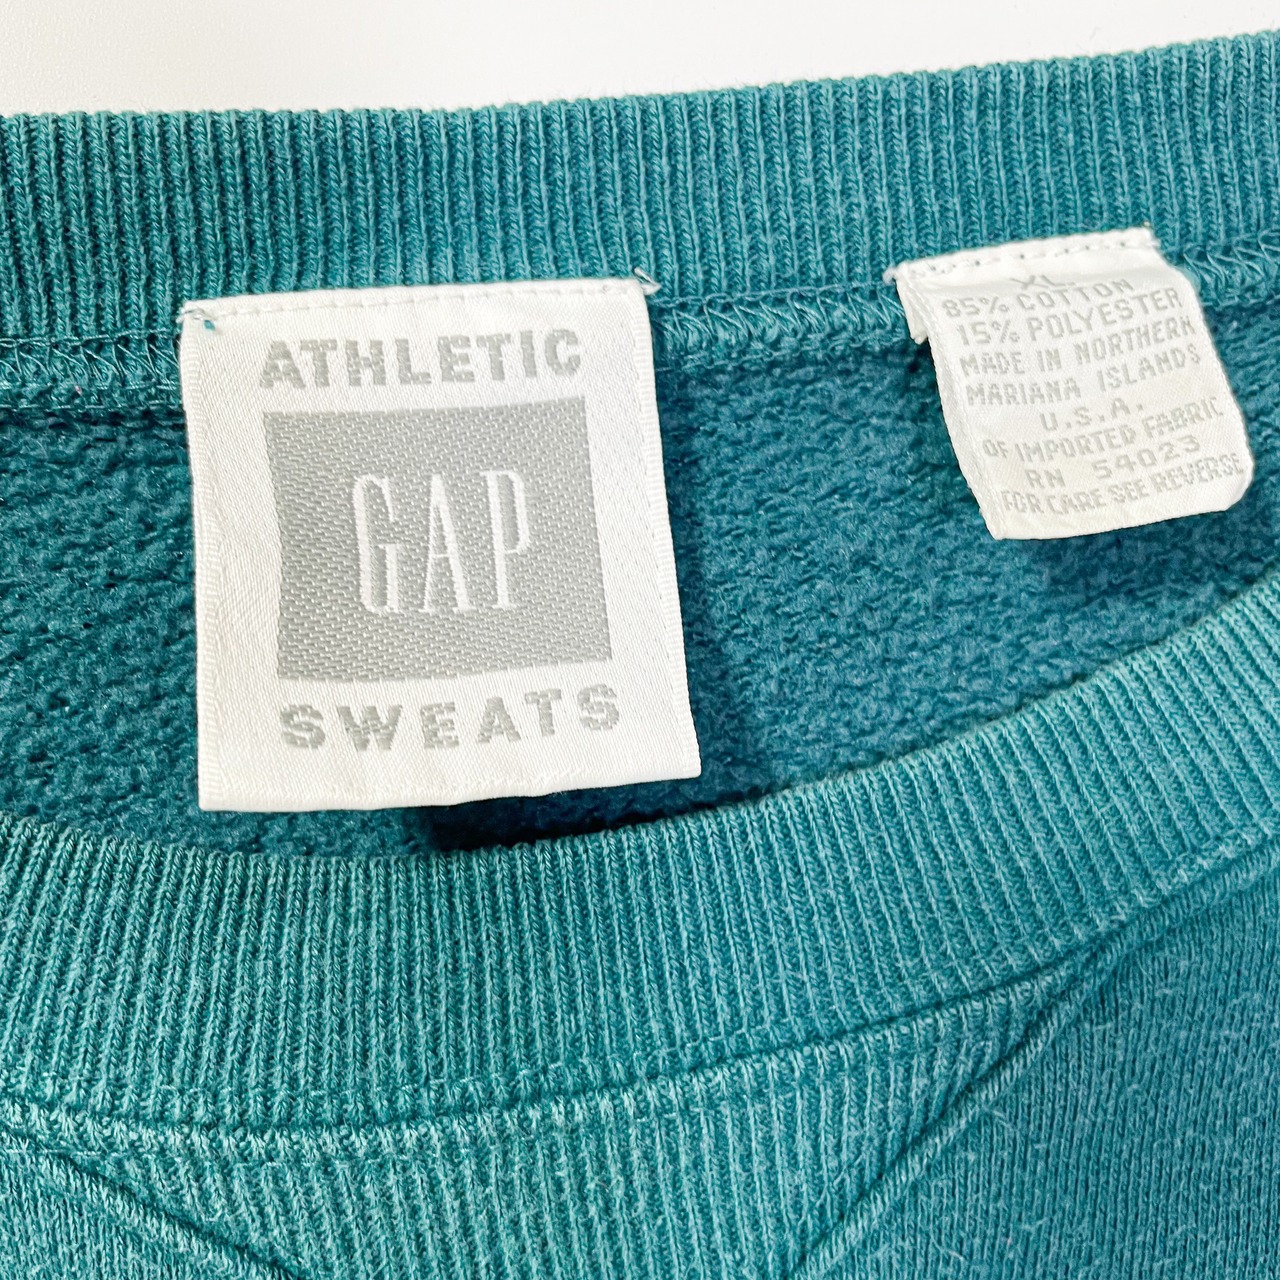 ATHLETIC
GAP
SWEATS
XL
85% COTTON
15% POLYESTER
MADE IN NORTHERN
MARIANA ISLANDS
U.S.A.
OF IMPORTED FABRIC
RN 54023
FOR CARE SEE REVERSE